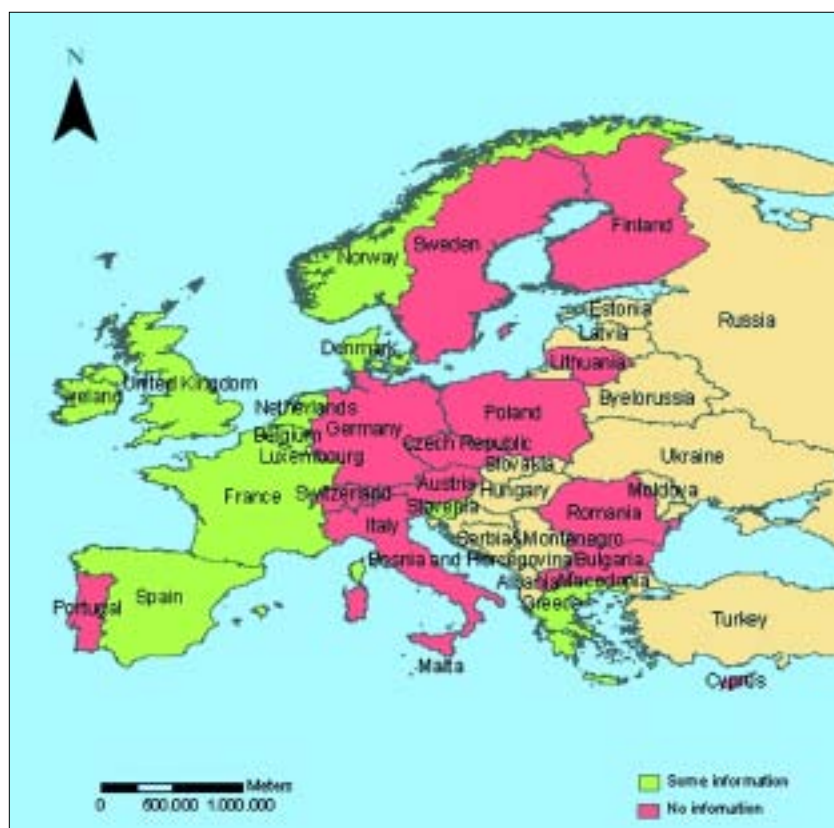 N
Norway
Sweden
Finland
Estonia
Russia
Latvia
Denmark
Lithuania
Ireland
United Kingdom
Byelorussia
Netherlands
Poland
Belgium
Germany
Czech Republic
Luxembourg
Slovakia
Ukraine
Austria
France
Switzerland
Hungary
Moldova
Slovenia
Romania
Italy
Serbia&Montenegro
Bosnia and Hercegovina
Bulgaria
Albania
Macedonia
Portugal
Spain
Greece
Turkey
Malta
Cyprus
Meters
0 600.000 1.000.000
Some information
No infomation